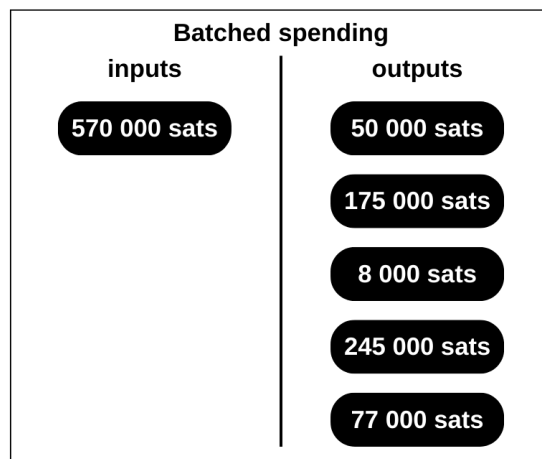 Batched spending
inputs
outputs
570 000 sats
50 000 sats
175 000 sats
8 000 sats
245 000 sats
77 000 sats